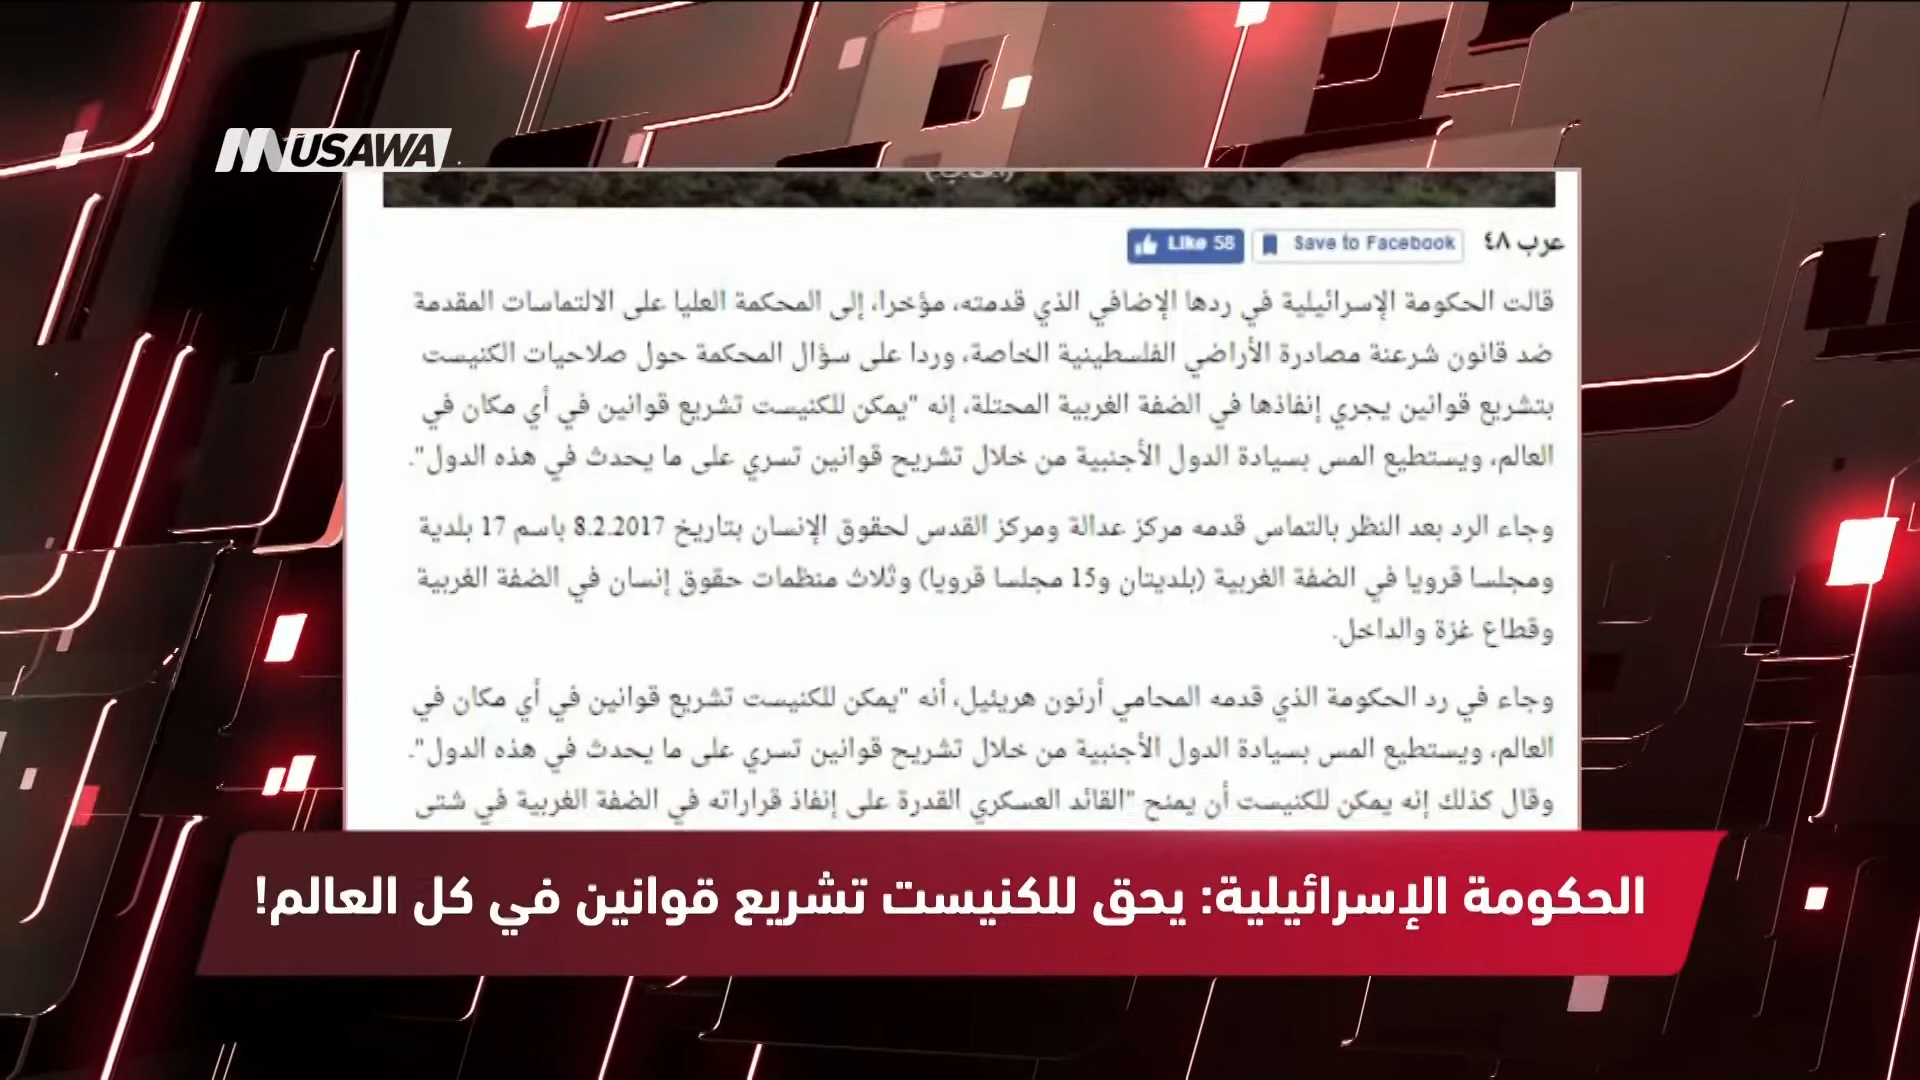 MUSAWA
عرب ٤٨
Save to Facebook
Like 58
قالت الحكومة الإسرائيلية في ردها الإضافي الذي قدمته، مؤخرا، إلى المحكمة العليا على الالتماسات المقدمة
ضد قانون شرعنة مصادرة الأراضي الفلسطينية الخاصة، وردا على سؤال المحكمة حول صلاحيات الكنيست
بتشريع قوانين يجري إنفاذها في الضفة الغربية المحتلة، إنه "يمكن للكنيست تشريع قوانين في أي مكان في
العالم، ويستطيع المس بسيادة الدول الأجنبية من خلال تشريح قوانين تسري على ما يحدث في هذه الدول".
وجاء الرد بعد النظر بالتماس قدمه مركز عدالة ومركز القدس لحقوق الإنسان بتاريخ 8.2.2017 باسم 17 بلدية
ومجلسا قرويا في الضفة الغربية (بلديتان و15 مجلسا قرويا) وثلاث منظمات حقوق إنسان في الضفة الغربية
وقطاع غزة والداخل.
وجاء في رد الحكومة الذي قدمه المحامي أرنون هريئيل، أنه "يمكن للكنيست تشريع قوانين في أي مكان في
العالم، ويستطيع المس بسيادة الدول الأجنبية من خلال تشريح قوانين تسري على ما يحدث في هذه الدول".
وقال كذلك إنه يمكن للكنيست أن يمنح "القائد العسكري القدرة على إنفاذ قراراته في الضفة الغربية في شتى
الحكومة الإسرائيلية: يحق للكنيست تشريع قوانين في كل العالم!